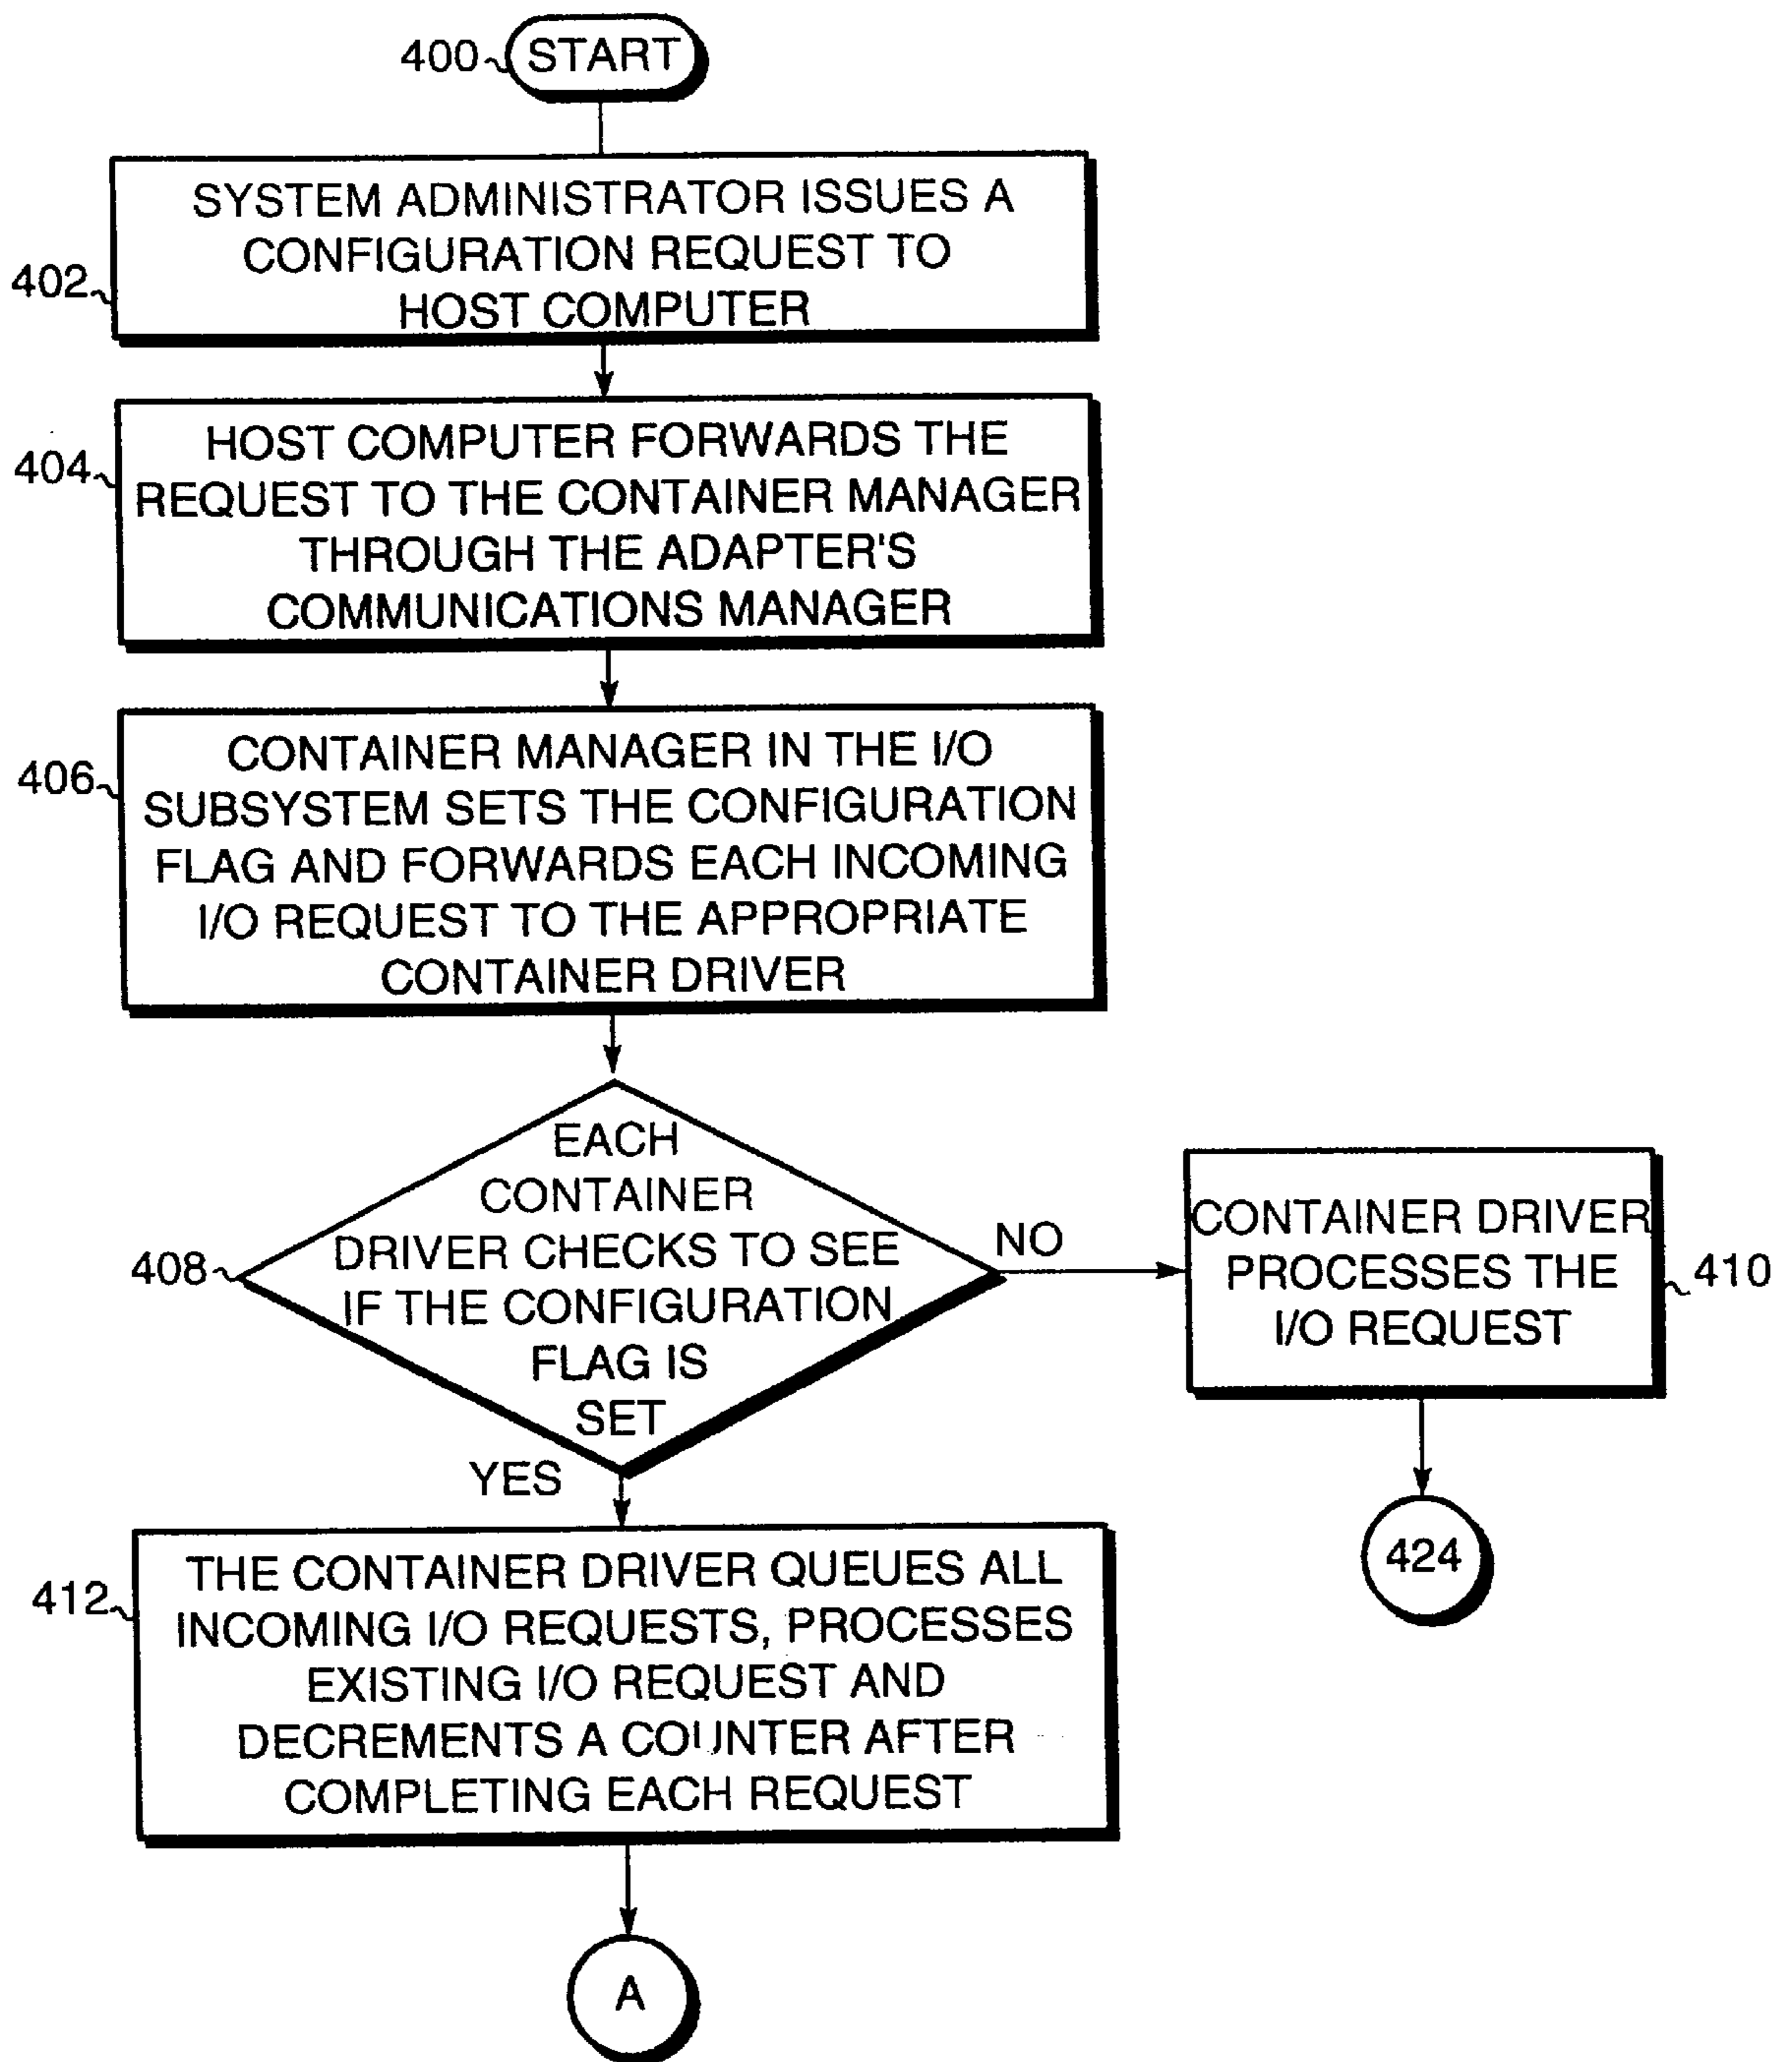 400
START
SYSTEM ADMINISTRATOR ISSUES A
CONFIGURATION REQUEST TO
HOST COMPUTER
402
HOST COMPUTER FORWARDS THE
REQUEST TO THE CONTAINER MANAGER
THROUGH THE ADAPTER'S
COMMUNICATIONS MANAGER
404
CONTAINER MANAGER IN THE I/O
SUBSYSTEM SETS THE CONFIGURATION
FLAG AND FORWARDS EACH INCOMING
I/O REQUEST TO THE APPROPRIATE
CONTAINER DRIVER
406
EACH
CONTAINER
DRIVER CHECKS TO SEE
IF THE CONFIGURATION
FLAG IS
SET
408
NO
CONTAINER DRIVER
PROCESSES THE
I/O REQUEST
410
424
YES
THE CONTAINER DRIVER QUEUES ALL
INCOMING I/O REQUESTS, PROCESSES
EXISTING I/O REQUEST AND
DECREMENTS A COUNTER AFTER
COMPLETING EACH REQUEST
412
A